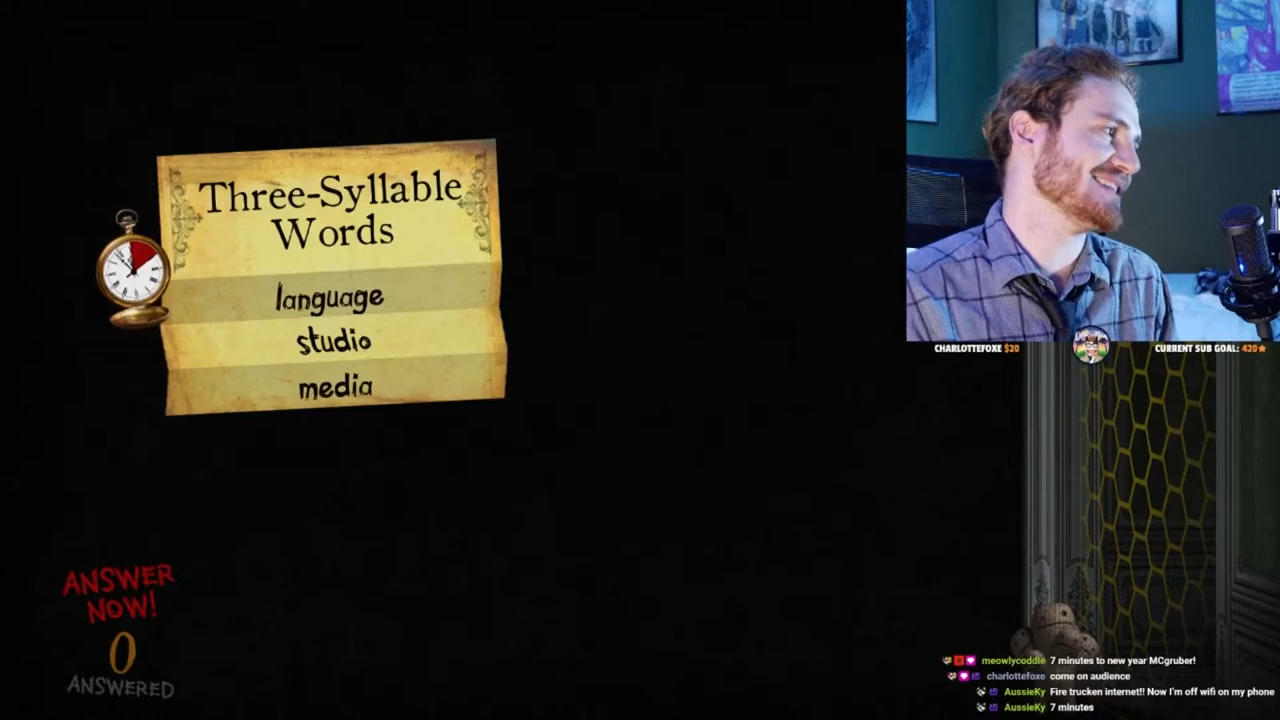 Three-Syllable
Words
language
studio
media
ANSWER
NOW!
0
ANSWERED
CHARLOTTEFOXE $20
CURRENT SUB GOAL: 420★
meowlycoddle 7 minutes to new year MCgruber!
charlottefoxe come on audience
AussieKy Fire trucken internet!! Now I'm off wifi on my phone
AussieKy 7 minutes